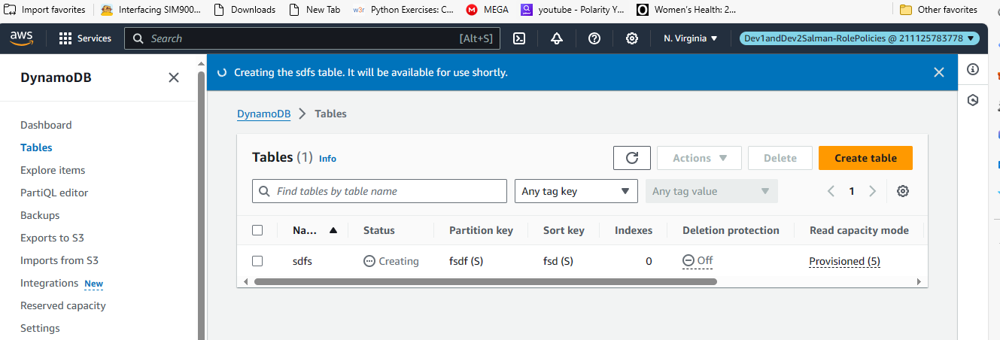 Import favorites Interfacing SIM900... Downloads New Tab w3r Python Exercises: C... MEGA youtube - Polarity Y... Women's Health: 2... Other favorites
aws Services Search [Alt+S] N. Virginia Dev1andDev2Salman-RolePolicies @ 211125783778
DynamoDB
Dashboard
Tables
Explore items
PartiQL editor
Backups
Exports to S3
Imports from S3
Integrations New
Reserved capacity
Settings
Creating the sdfs table. It will be available for use shortly.
DynamoDB Tables
Tables (1) Info Actions Delete Create table
Find tables by table name Any tag key Any tag value 1
Na... Status Partition key Sort key Indexes Deletion protection Read capacity mode
sdfs Creating fsdf (S) fsd (S) 0 Off Provisioned (5)